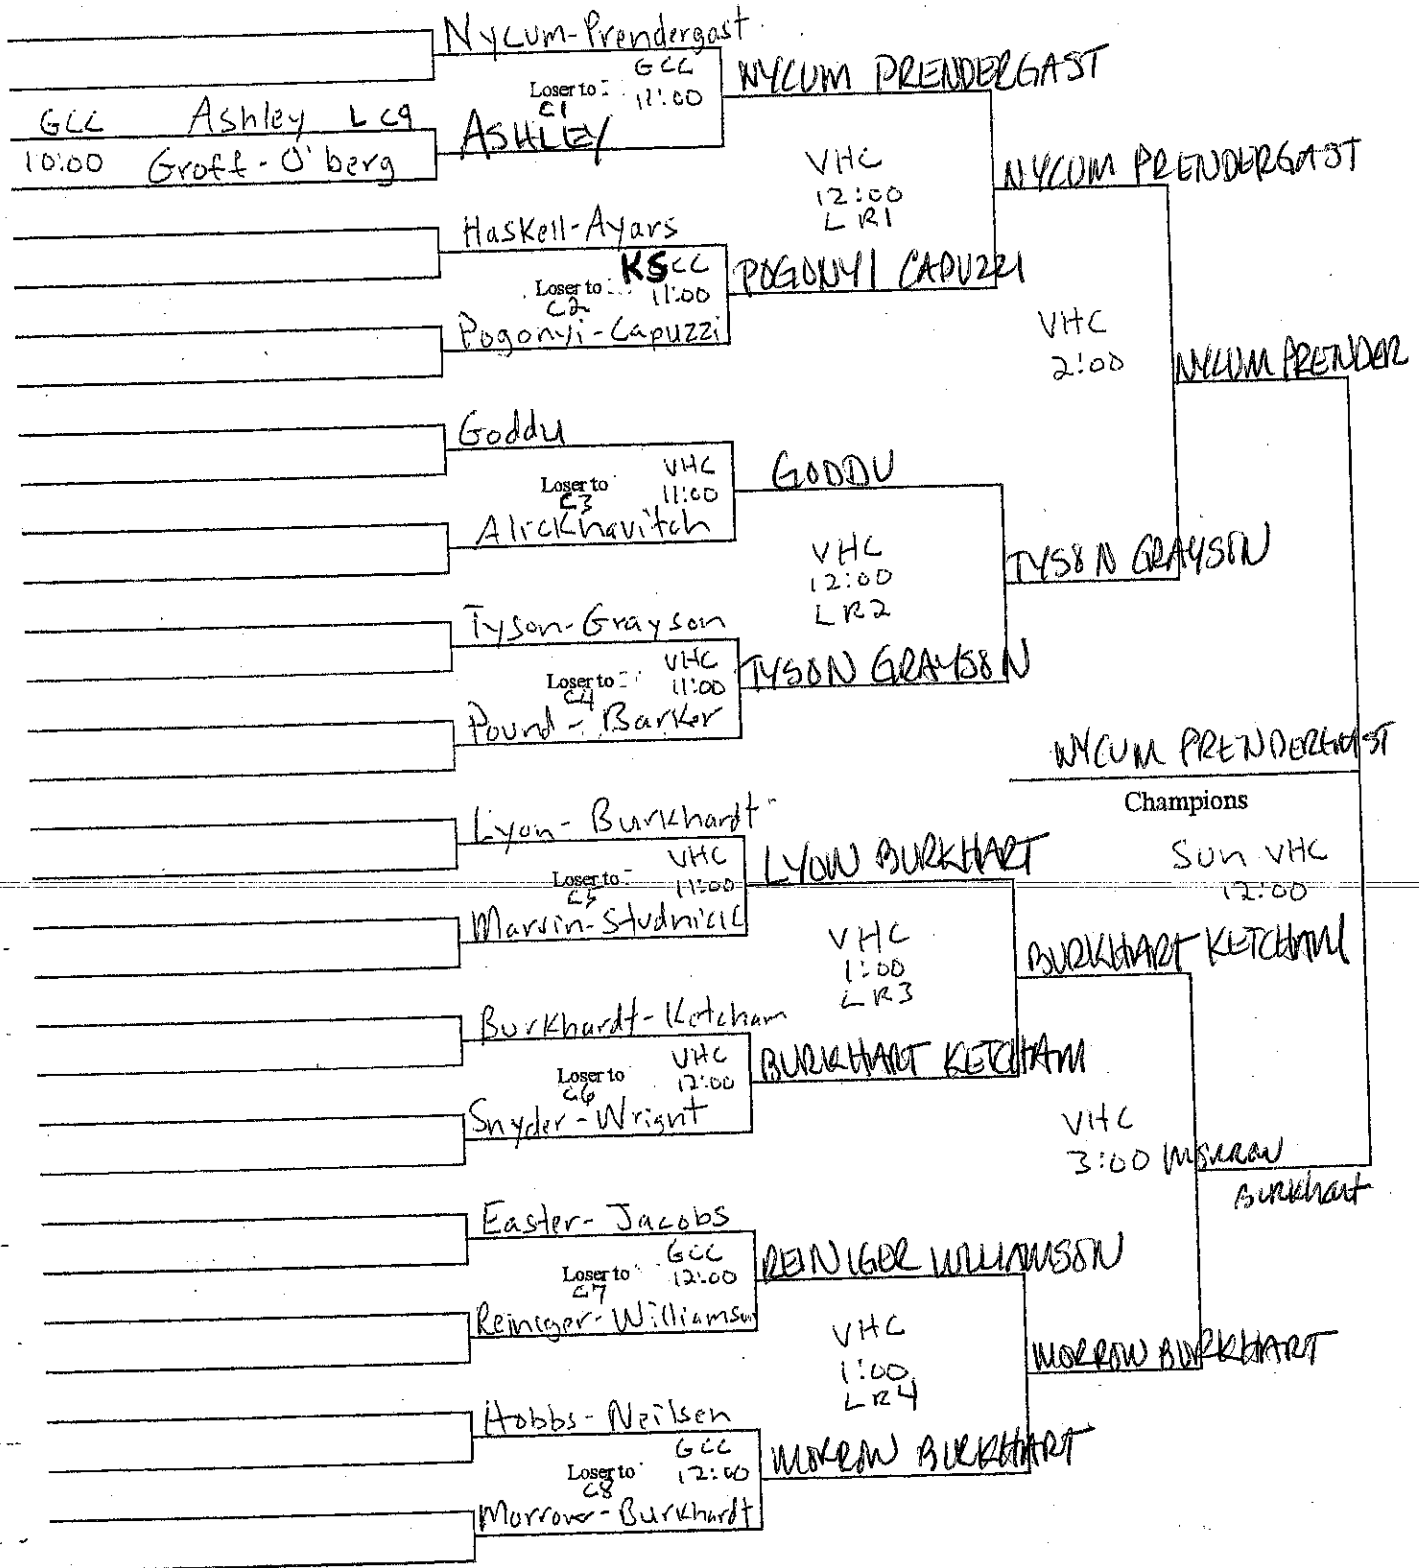 Nycum-Prendergast
GCC
Loser to 11:00
C1
NYCUM PRENDERGAST
GCC Ashley L C9
ASHLEY
10:00 Groff-O'berg
VHC
12:00
L R1
NYCUM PRENDERGAST
Haskell-Ayars
KSCC
Loser to 11:00
C2
POGONYI CAPUZZI
Pogonyi-Capuzzi
VHC
2:00
NYCUM PRENDER
Goddu
VHC
Loser to 11:00
C3
GODDU
Alrickhavitch
VHC
12:00
L R2
TYSON GRAYSON
Tyson-Grayson
VHC
Loser to 11:00
C4
TYSON GRAYSON
Pound-Barker
NYCUM PRENDERGAST
Champions
Sun VHC
12:00
Lyon-Burkhardt
VHC
Loser to 11:00
C5
LYON BURKHART
Marvin-Studnicic
VHC
1:00
L R3
BURKHART KETCHAM
Burkhardt-Ketcham
VHC
Loser to 12:00
C6
BURKHART KETCHAM
Snyder-Wright
VHC
3:00 MORROW
Burkhart
Easter-Jacobs
GCC
Loser to 12:00
C7
REINIGER WILLIAMSON
Reiniger-Williamson
VHC
1:00
L R4
MORROW BURKHART
Hobbs-Neilsen
GCC
Loser to 12:00
C8
MORROW BURKHART
Morrow-Burkhardt